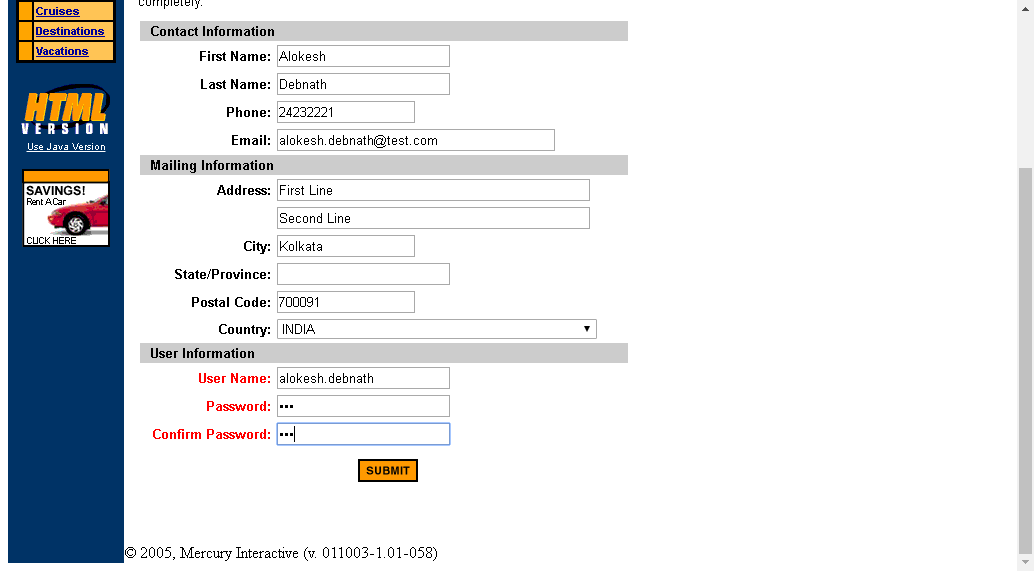 completely.
Cruises
Destinations
Vacations
HTML
VERSION
Use Java Version
SAVINGS!
Rent A Car
CLICK HERE
Contact Information
First Name: Alokesh
Last Name: Debnath
Phone: 24232221
Email: alokesh.debnath@test.com
Mailing Information
Address: First Line
Second Line
City: Kolkata
State/Province:
Postal Code: 700091
Country: INDIA
User Information
User Name: alokesh.debnath
Password: •••
Confirm Password: •••
SUBMIT
© 2005, Mercury Interactive (v. 011003-1.01-058)